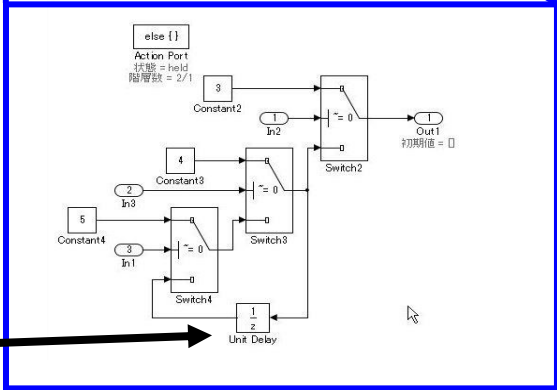 else { }
Action Port
状態 = held
階層数 = 2/1
3
Constant2
1
In2
~= 0
Switch2
1
Out1
初期値 = []
4
Constant3
2
In3
~= 0
Switch3
5
Constant4
3
In1
~= 0
Switch4
1
z
Unit Delay